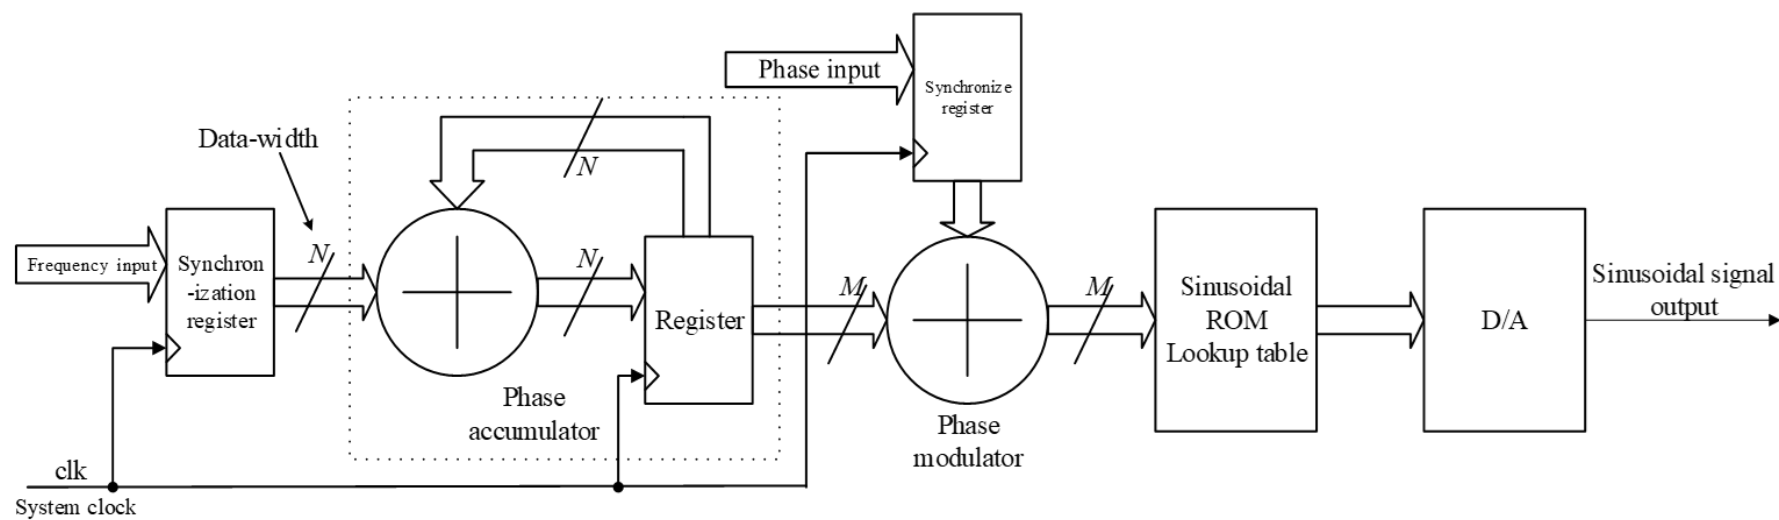 Phase input
Synchronize
register
Data-width
N
Frequency input
Synchron
-ization
register
N
N
Register
Phase
accumulator
M
Phase
modulator
M
Sinusoidal
ROM
Lookup table
D/A
Sinusoidal signal
output
clk
System clock